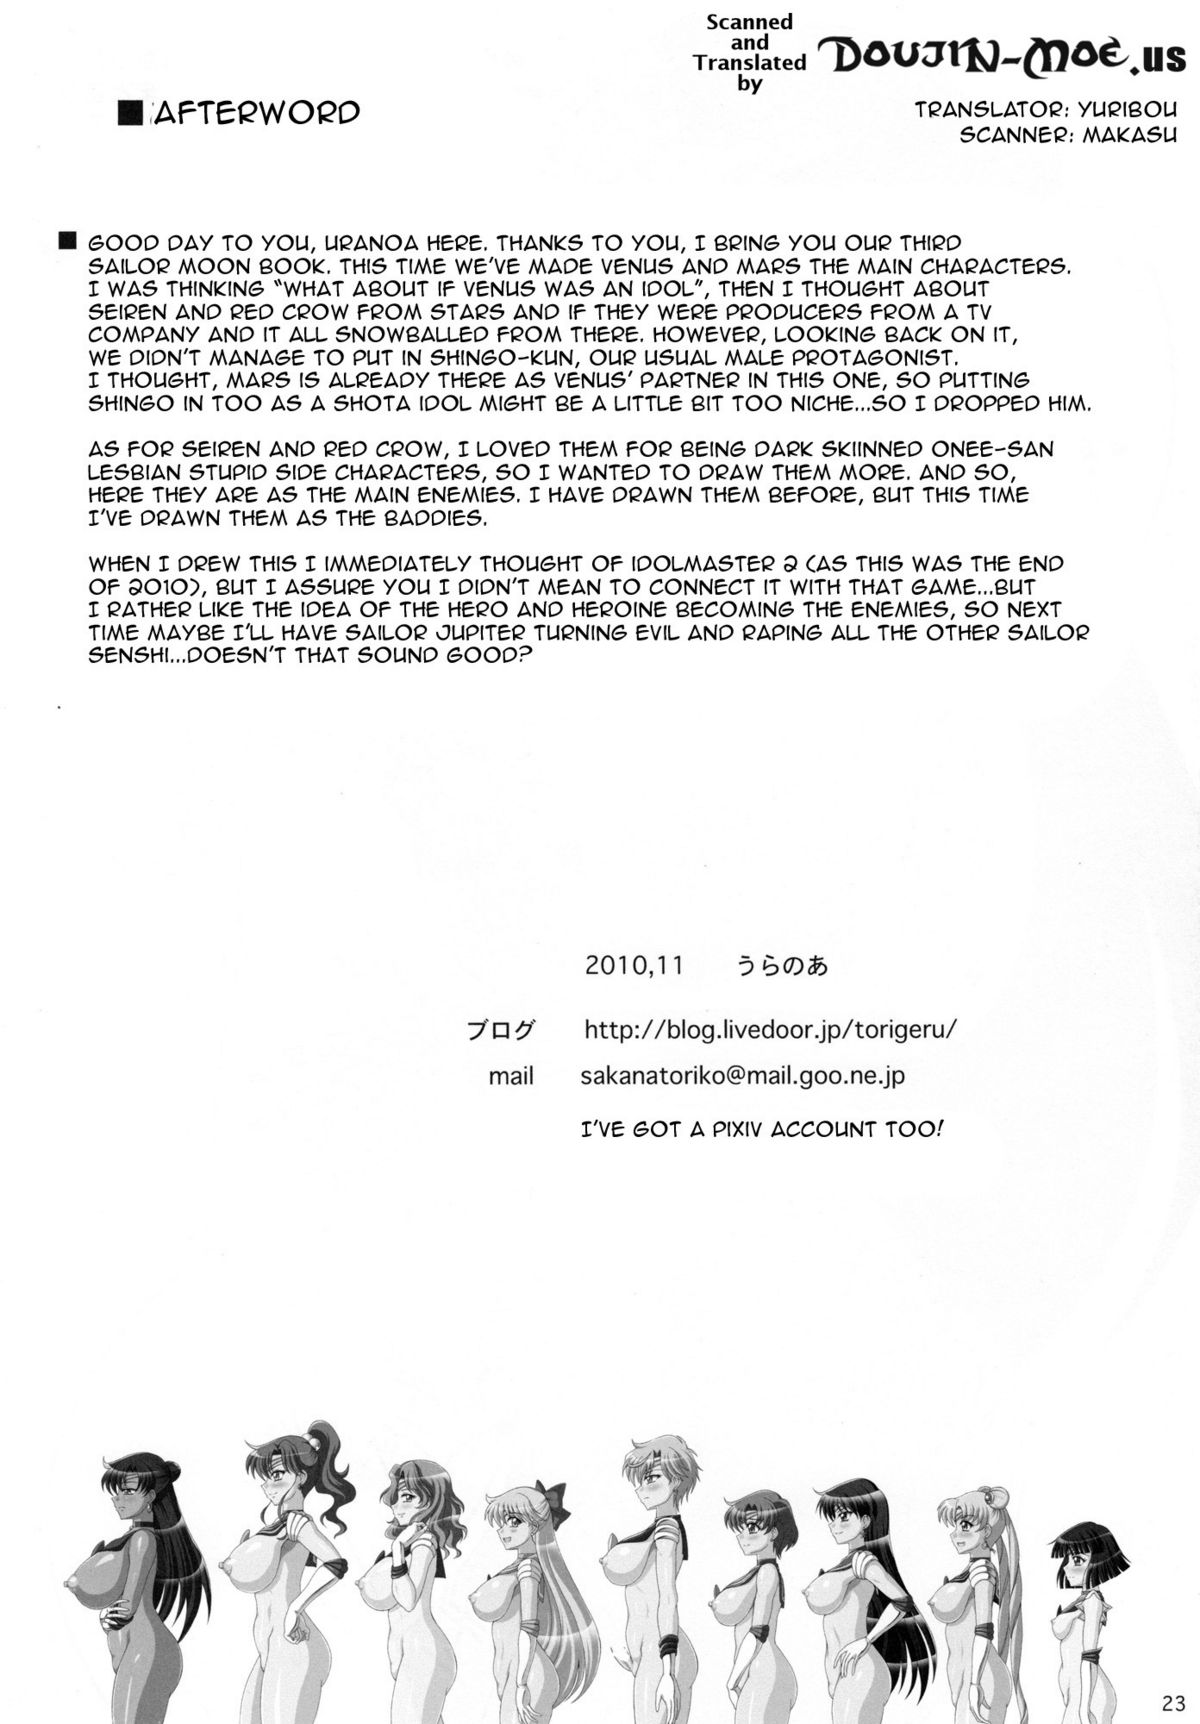 Scanned
and
Translated
by
DOUJIN-MOE.us
TRANSLATOR: YURIBOU
SCANNER: MAKASU
AFTERWORD
GOOD DAY TO YOU, URANOA HERE. THANKS TO YOU, I BRING YOU OUR THIRD
SAILOR MOON BOOK. THIS TIME WE'VE MADE VENUS AND MARS THE MAIN CHARACTERS.
I WAS THINKING "WHAT ABOUT IF VENUS WAS AN IDOL", THEN I THOUGHT ABOUT
SEIREN AND RED CROW FROM STARS AND IF THEY WERE PRODUCERS FROM A TV
COMPANY AND IT ALL SNOWBALLED FROM THERE. HOWEVER, LOOKING BACK ON IT,
WE DIDN'T MANAGE TO PUT IN SHINGO-KUN, OUR USUAL MALE PROTAGONIST.
I THOUGHT, MARS IS ALREADY THERE AS VENUS' PARTNER IN THIS ONE, SO PUTTING
SHINGO IN TOO AS A SHOTA IDOL MIGHT BE A LITTLE BIT TOO NICHE...SO I DROPPED HIM.
AS FOR SEIREN AND RED CROW, I LOVED THEM FOR BEING DARK SKIINNED ONEE-SAN
LESBIAN STUPID SIDE CHARACTERS, SO I WANTED TO DRAW THEM MORE. AND SO,
HERE THEY ARE AS THE MAIN ENEMIES. I HAVE DRAWN THEM BEFORE, BUT THIS TIME
I'VE DRAWN THEM AS THE BADDIES.
WHEN I DREW THIS I IMMEDIATELY THOUGHT OF IDOLMASTER 2 (AS THIS WAS THE END
OF 2010), BUT I ASSURE YOU I DIDN'T MEAN TO CONNECT IT WITH THAT GAME...BUT
I RATHER LIKE THE IDEA OF THE HERO AND HEROINE BECOMING THE ENEMIES, SO NEXT
TIME MAYBE I'LL HAVE SAILOR JUPITER TURNING EVIL AND RAPING ALL THE OTHER SAILOR
SENSHI...DOESN'T THAT SOUND GOOD?
2010,11 うらのあ
ブログ http://blog.livedoor.jp/torigeru/
mail sakanatoriko@mail.goo.ne.jp
I'VE GOT A PIXIV ACCOUNT TOO!
23